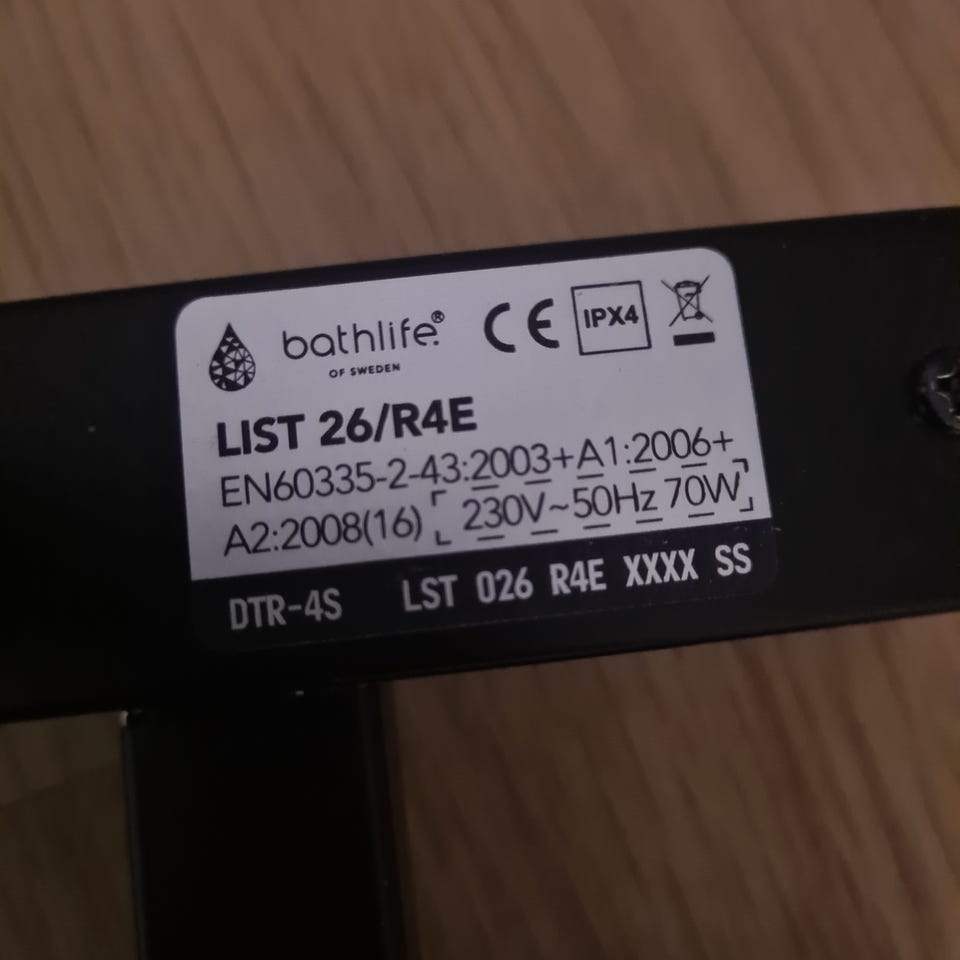 bathlife®
OF SWEDEN
CE IPX4
LIST 26/R4E
EN60335-2-43:2003+A1:2006+
A2:2008(16) 230V~50Hz 70W
DTR-4S LST 026 R4E XXXX SS